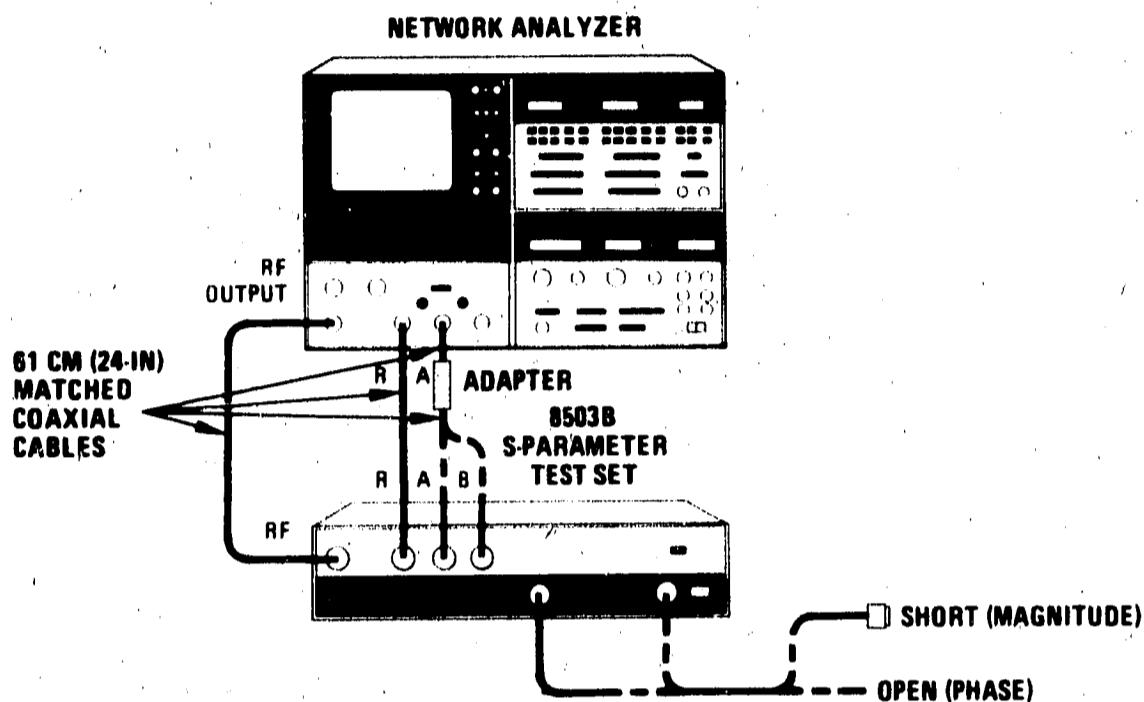 NETWORK ANALYZER
RF
OUTPUT
61 CM (24-IN)
MATCHED
COAXIAL
CABLES
R A ADAPTER
8503B
S-PARAMETER
TEST SET
R A B
RF
SHORT (MAGNITUDE)
OPEN (PHASE)